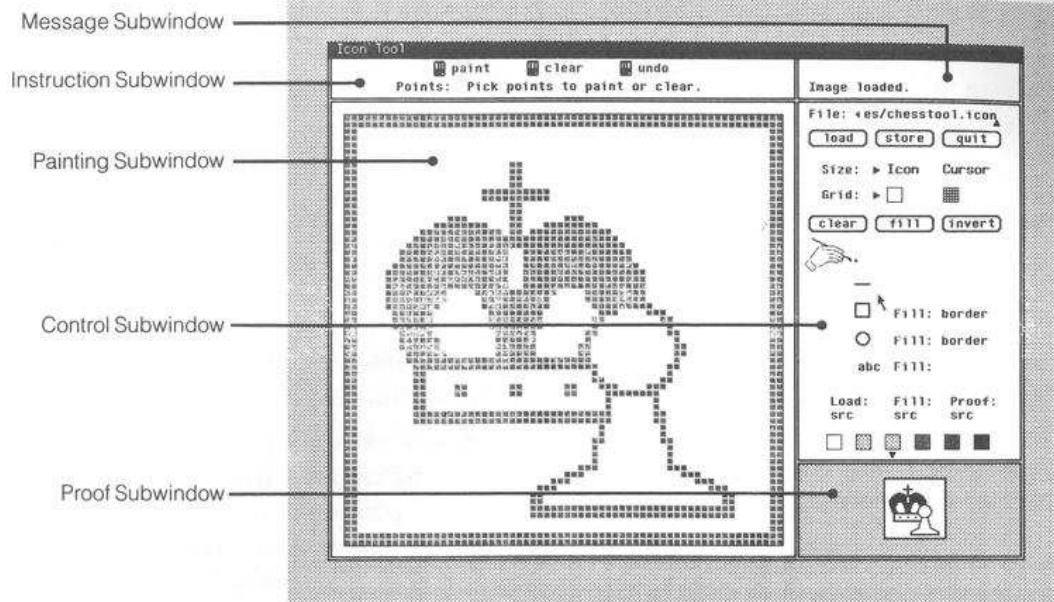 Message Subwindow
Instruction Subwindow
Painting Subwindow
Control Subwindow
Proof Subwindow
Icon Tool
paint clear undo
Points: Pick points to paint or clear.
Image loaded.
File: ◂es/chesstool.icon
load store quit
Size: ▸ Icon Cursor
Grid: ▸
clear fill invert
Fill: border
Fill: border
abc Fill:
Load: Fill: Proof:
src src src